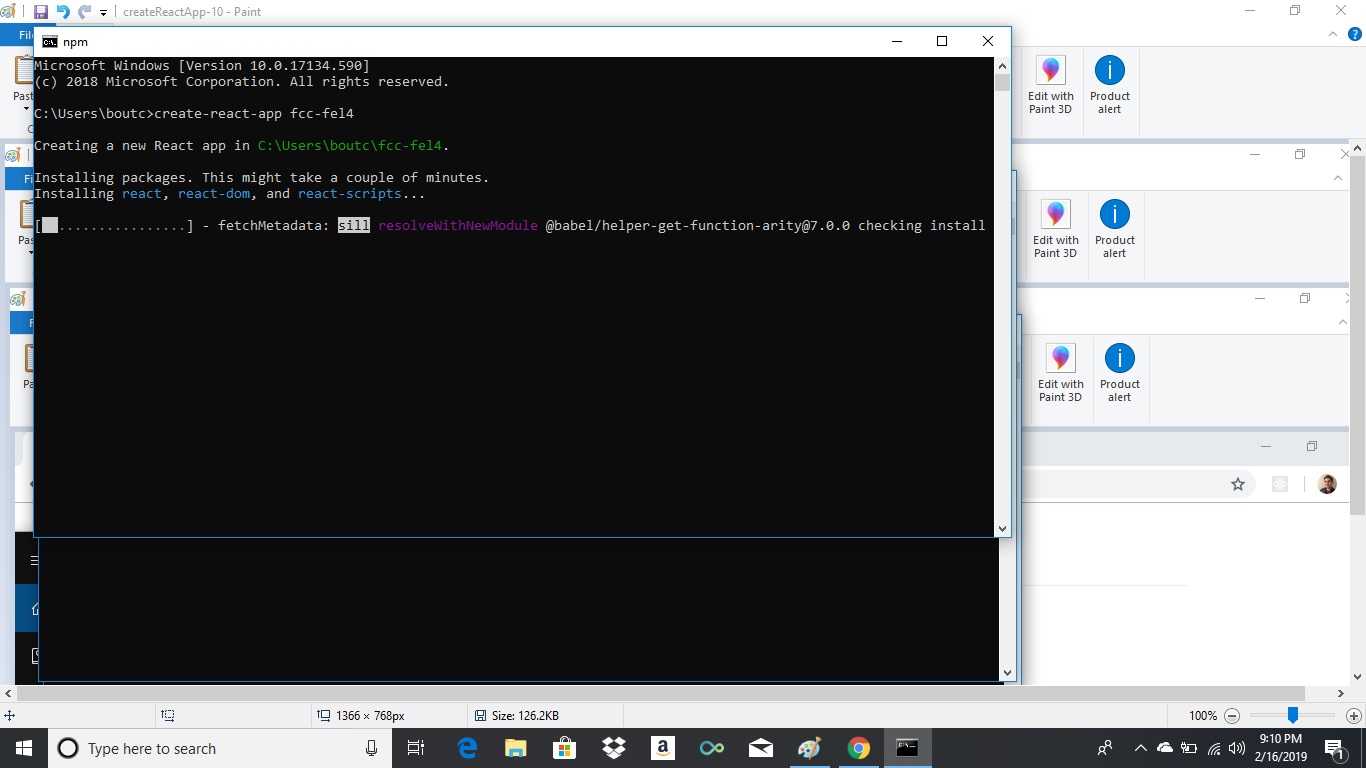 createReactApp-10 - Paint
npm
Microsoft Windows [Version 10.0.17134.590]
(c) 2018 Microsoft Corporation. All rights reserved.
C:\Users\boutc>create-react-app fcc-fel4
Creating a new React app in C:\Users\boutc\fcc-fel4.
Installing packages. This might take a couple of minutes.
Installing react, react-dom, and react-scripts...
[ ................] - fetchMetadata: sill resolveWithNewModule @babel/helper-get-function-arity@7.0.0 checking install
Edit with
Paint 3D
Product
alert
Edit with
Paint 3D
Product
alert
Edit with
Paint 3D
Product
alert
1366 × 768px
Size: 126.2KB
100%
Type here to search
9:10 PM
2/16/2019
1